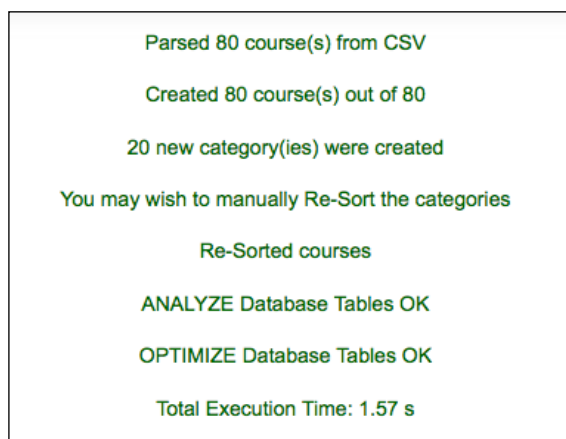 Parsed 80 course(s) from CSV
Created 80 course(s) out of 80
20 new category(ies) were created
You may wish to manually Re-Sort the categories
Re-Sorted courses
ANALYZE Database Tables OK
OPTIMIZE Database Tables OK
Total Execution Time: 1.57 s